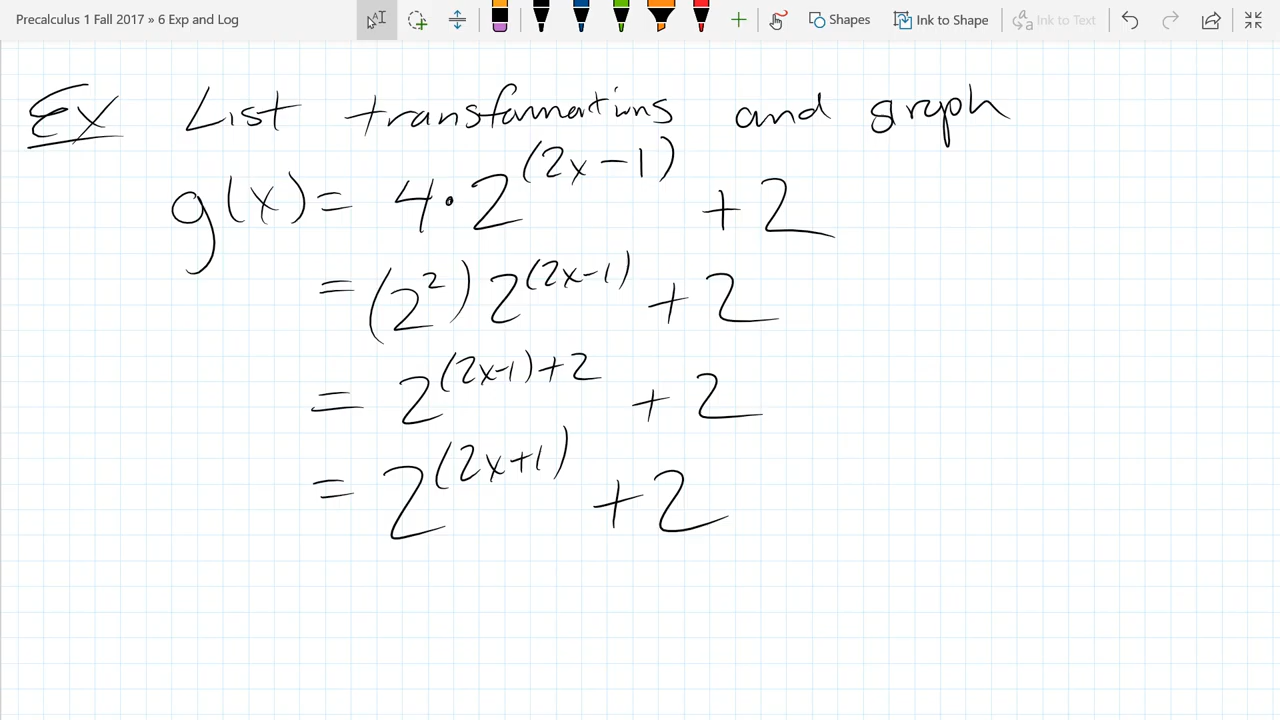 Precalculus 1 Fall 2017 » 6 Exp and Log
Shapes Ink to Shape Ink to Text
Ex List transformations and graph
g(x) = 4 · 2^(2x−1) + 2
= (2²) 2^(2x−1) + 2
= 2^(2x−1)+2 + 2
= 2^(2x+1) + 2